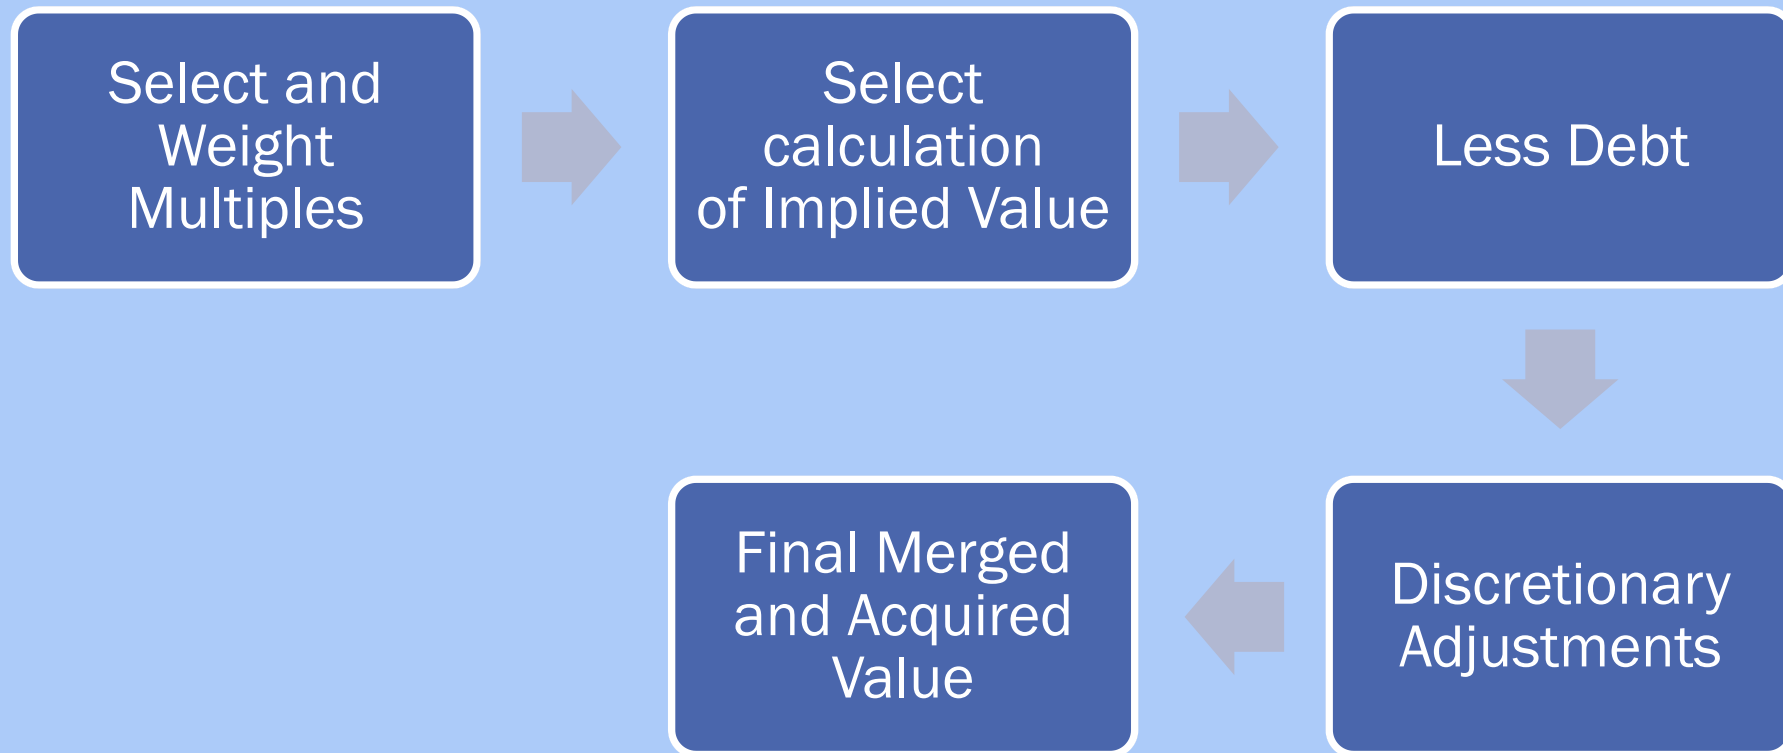 Select and
Weight
Multiples
Select
calculation
of Implied Value
Less Debt
Discretionary
Adjustments
Final Merged
and Acquired
Value